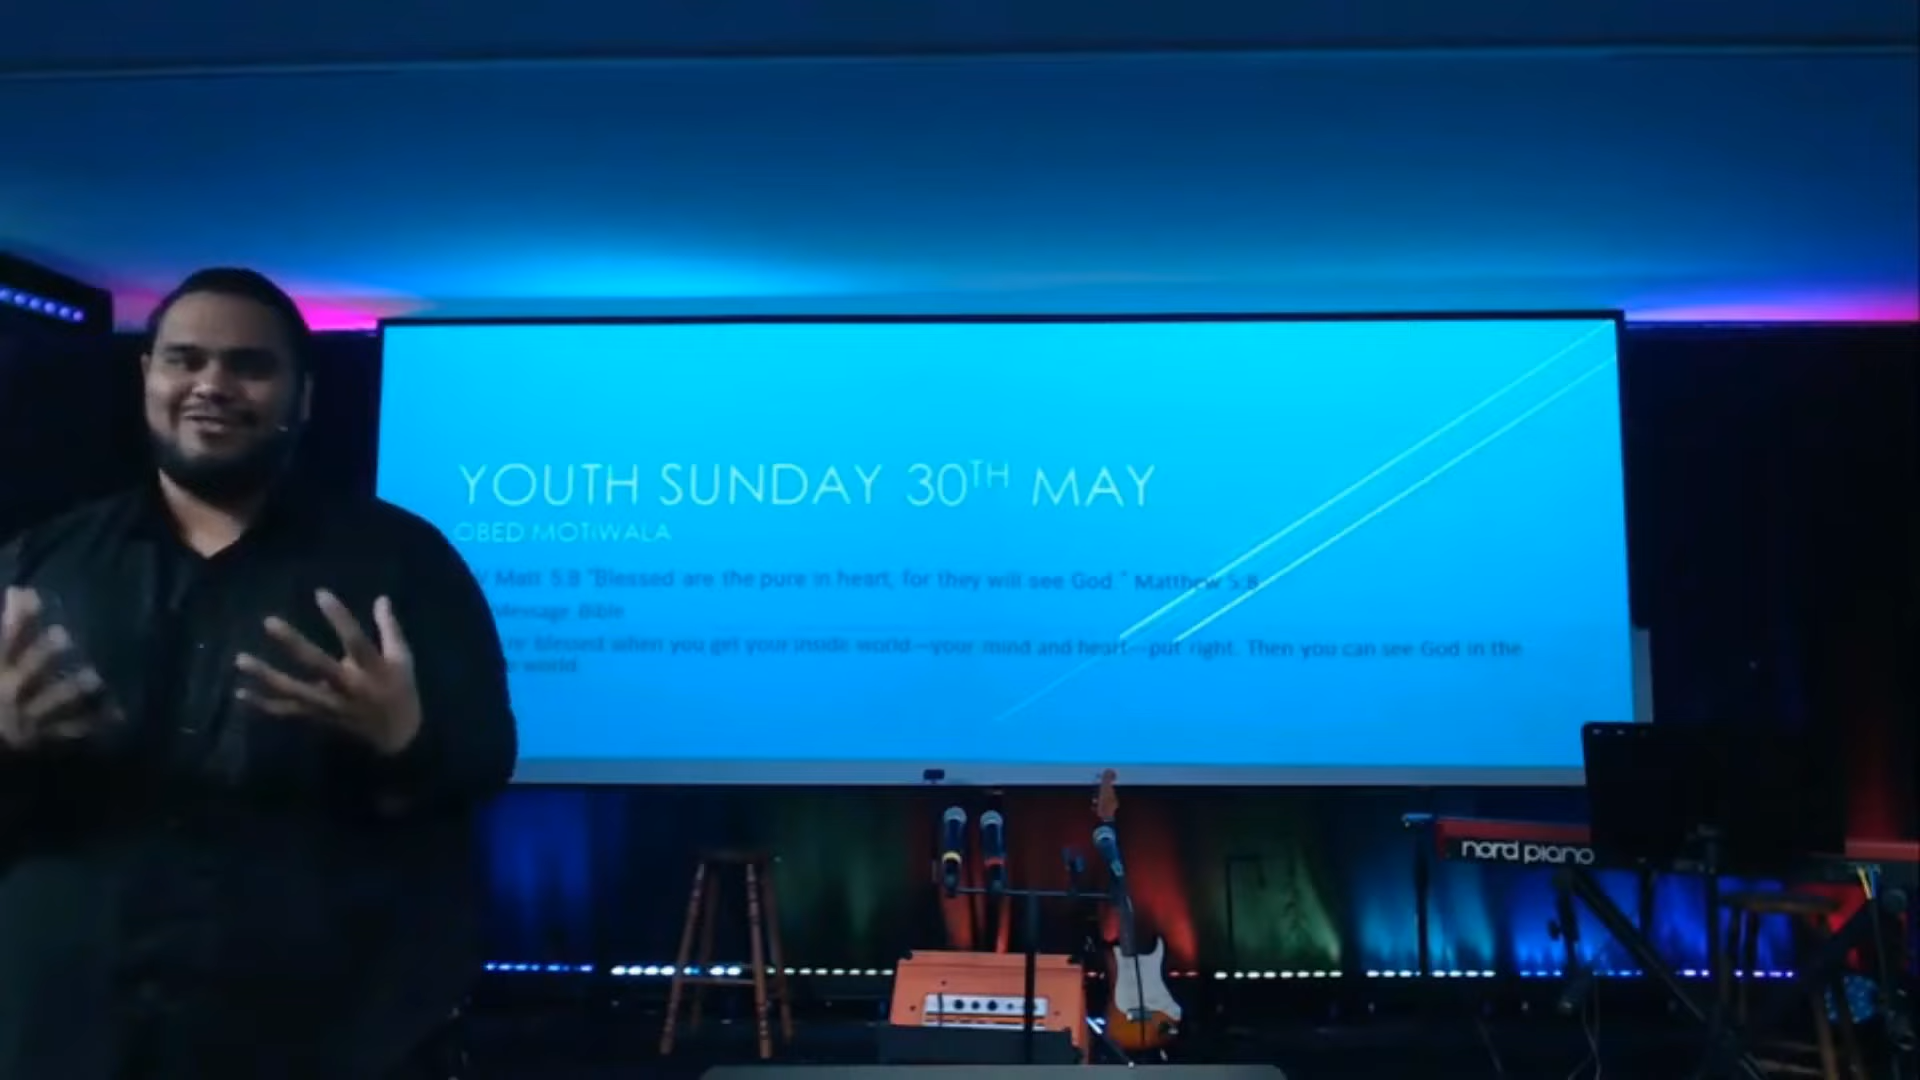 YOUTH SUNDAY 30TH MAY
OBED MOTIWALA
Matt 5:8 "Blessed are the pure in heart, for they will see God." Matthew 5:8
Message Bible
blessed when you get your inside world—your mind and heart—put right. Then you can see God in the
world.
nord piano